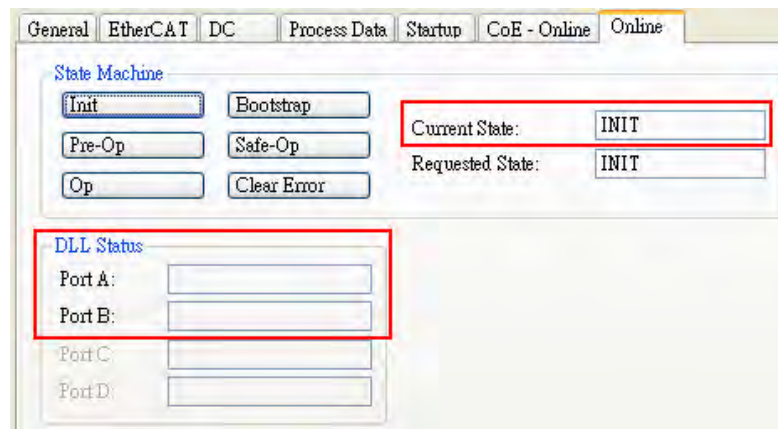 General EtherCAT DC Process Data Startup CoE - Online Online
State Machine
Init Bootstrap
Current State: INIT
Pre-Op Safe-Op
Requested State: INIT
Op Clear Error
DLL Status
Port A:
Port B:
Port C:
Port D: